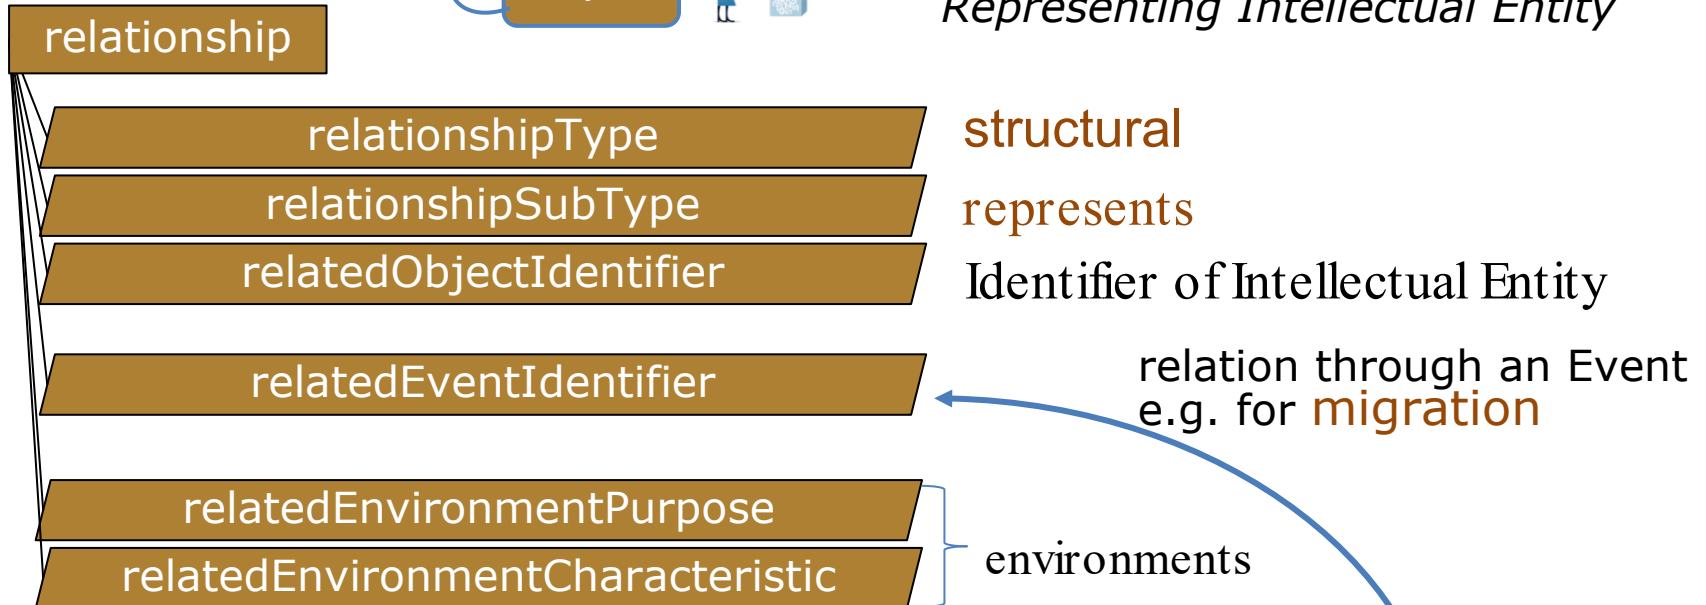 Representing Intellectual Entity
relationship
relationshipType
structural
relationshipSubType
represents
relatedObjectIdentifier
Identifier of Intellectual Entity
relatedEventIdentifier
relation through an Event
e.g. for migration
relatedEnvironmentPurpose
environments
relatedEnvironmentCharacteristic